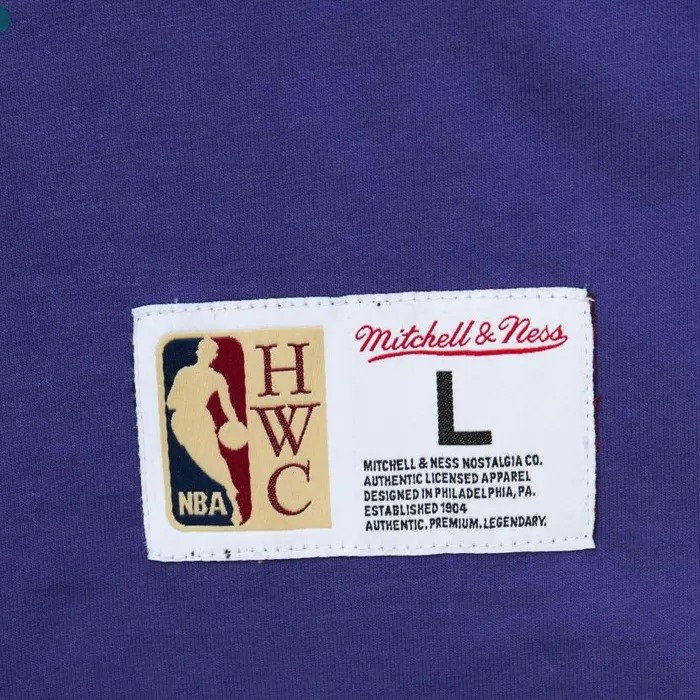 NBA
H
W
C
Mitchell & Ness
L
MITCHELL & NESS NOSTALGIA CO.
AUTHENTIC LICENSED APPAREL
DESIGNED IN PHILADELPHIA, PA.
ESTABLISHED 1904
AUTHENTIC. PREMIUM. LEGENDARY.